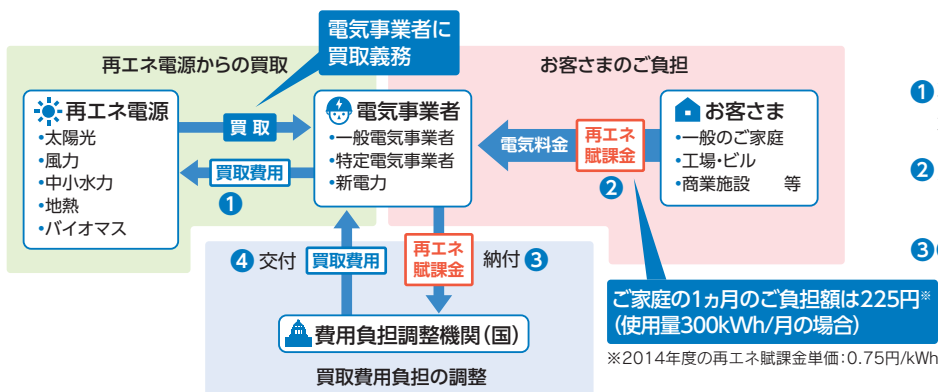 電気事業者に
買取義務
再エネ電源からの買取
お客さまのご負担
再エネ電源
•太陽光
•風力
•中小水力
•地熱
•バイオマス
買取
買取費用
❶
電気事業者
•一般電気事業者
•特定電気事業者
•新電力
電気料金
再エネ
賦課金
❷
お客さま
•一般のご家庭
•工場・ビル
•商業施設 等
❶
❷
❸
❹ 交付
買取費用
再エネ
賦課金
納付 ❸
ご家庭の1ヵ月のご負担額は225円※
(使用量300kWh/月の場合)
※2014年度の再エネ賦課金単価:0.75円/kWh
費用負担調整機関(国)
買取費用負担の調整